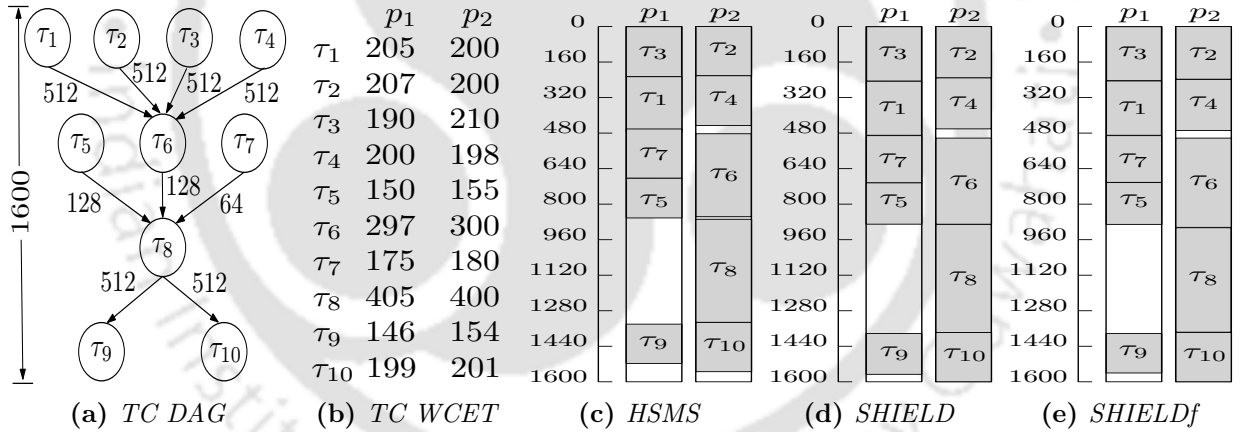 1600
τ1 τ2 τ3 τ4
512 512 512 512
τ5 τ6 τ7
128 128 64
τ8
512 512
τ9 τ10
(a) TC DAG
p1 p2
τ1 205 200
τ2 207 200
τ3 190 210
τ4 200 198
τ5 150 155
τ6 297 300
τ7 175 180
τ8 405 400
τ9 146 154
τ10 199 201
(b) TC WCET
p1 p2
0
160
320
480
640
800
960
1120
1280
1440
1600
τ3 τ2
τ1 τ4
τ7 τ6
τ5
τ8
τ9 τ10
(c) HSMS
p1 p2
0
160
320
480
640
800
960
1120
1280
1440
1600
τ3 τ2
τ1 τ4
τ7 τ6
τ5
τ8
τ9 τ10
(d) SHIELD
p1 p2
0
160
320
480
640
800
960
1120
1280
1440
1600
τ3 τ2
τ1 τ4
τ7 τ6
τ5
τ8
τ9 τ10
(e) SHIELDf